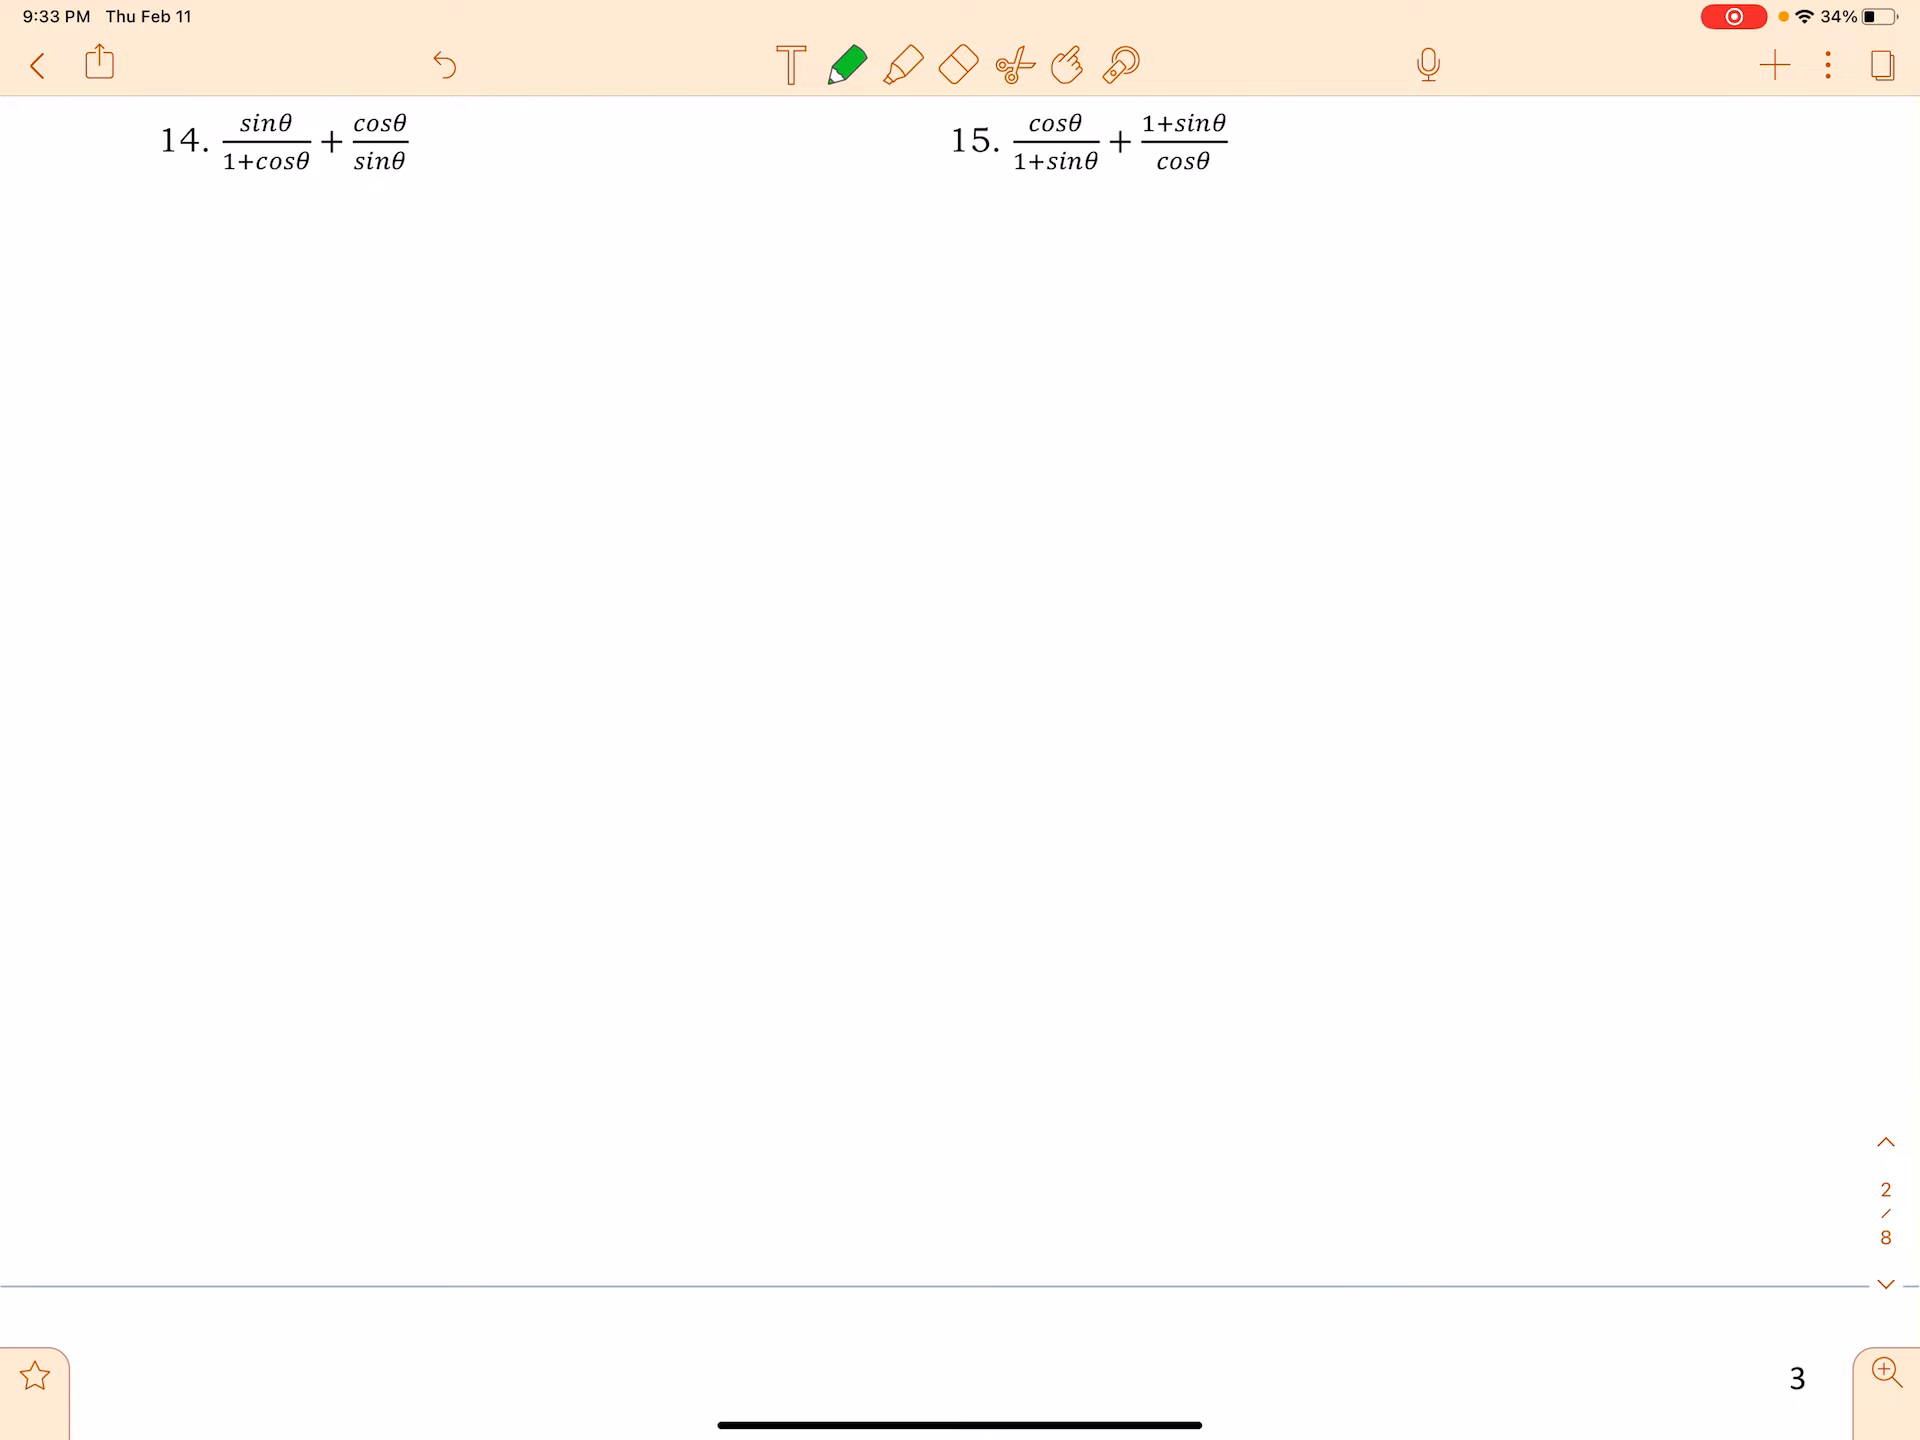 9:33 PM Thu Feb 11
34%
14. sinθ/1+cosθ + cosθ/sinθ
15. cosθ/1+sinθ + 1+sinθ/cosθ
2
/
8
3